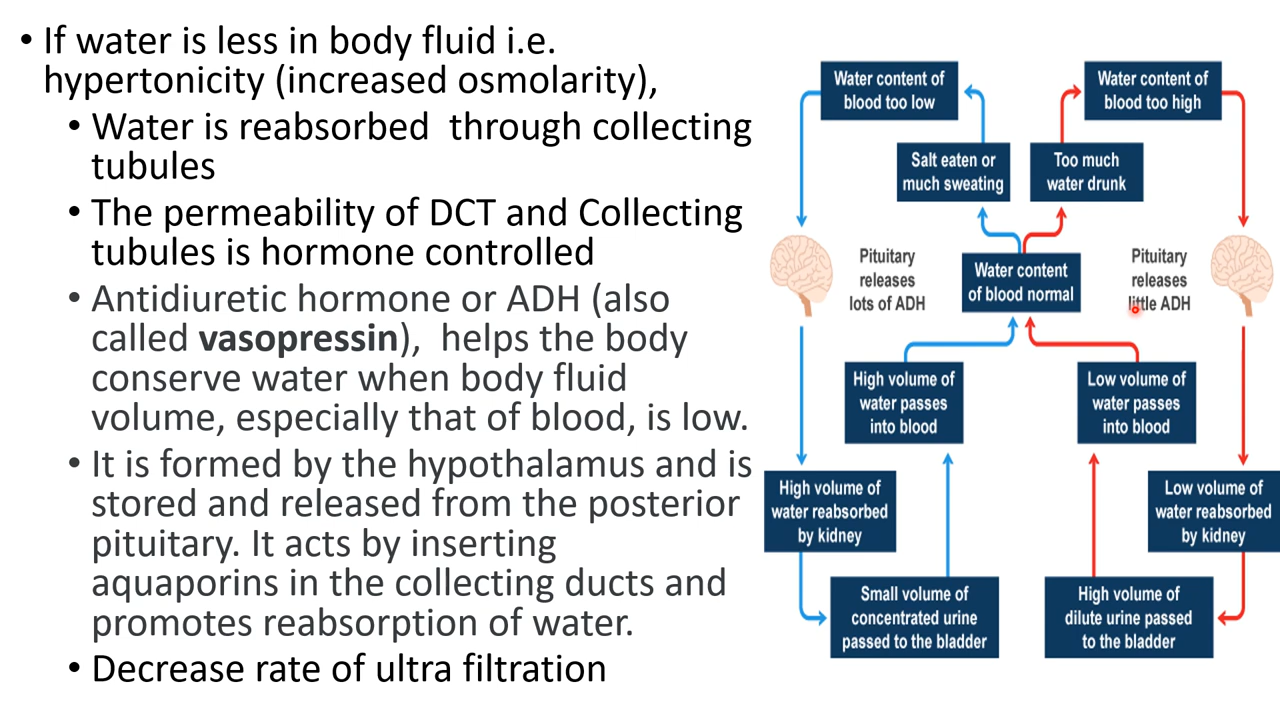 • If water is less in body fluid i.e.
hypertonicity (increased osmolarity),
• Water is reabsorbed through collecting
tubules
• The permeability of DCT and Collecting
tubules is hormone controlled
• Antidiuretic hormone or ADH (also
called vasopressin), helps the body
conserve water when body fluid
volume, especially that of blood, is low.
• It is formed by the hypothalamus and is
stored and released from the posterior
pituitary. It acts by inserting
aquaporins in the collecting ducts and
promotes reabsorption of water.
• Decrease rate of ultra filtration
Water content of
blood too low
Water content of
blood too high
Salt eaten or
much sweating
Too much
water drunk
Pituitary
releases
lots of ADH
Water content
of blood normal
Pituitary
releases
little ADH
High volume of
water passes
into blood
Low volume of
water passes
into blood
High volume of
water reabsorbed
by kidney
Low volume of
water reabsorbed
by kidney
Small volume of
concentrated urine
passed to the bladder
High volume of
dilute urine passed
to the bladder